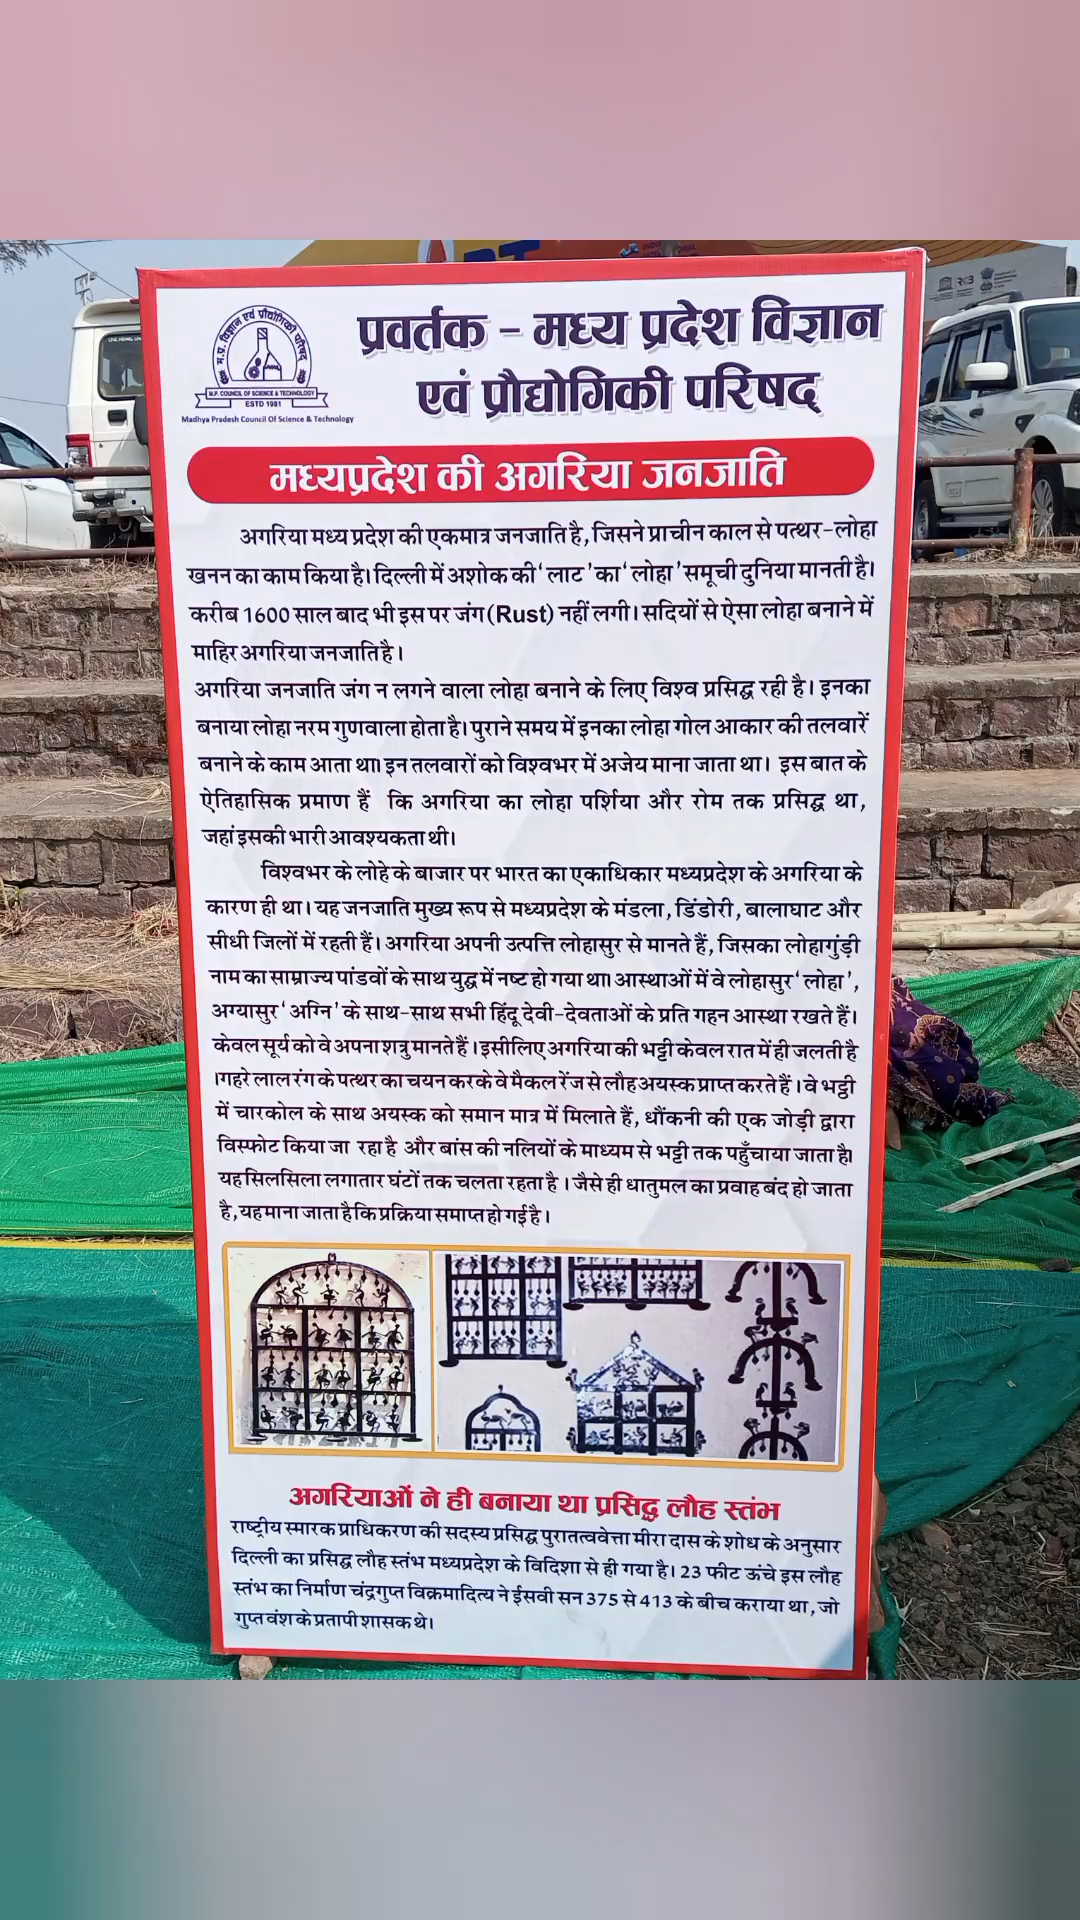 म.प्र. विज्ञान एवं प्रौद्योगिकी परिषद्
M.P. COUNCIL OF SCIENCE & TECHNOLOGY
ESTD 1981
Madhya Pradesh Council Of Science & Technology
प्रवर्तक - मध्य प्रदेश विज्ञान
एवं प्रौद्योगिकी परिषद्
मध्यप्रदेश की अगरिया जनजाति
अगरिया मध्य प्रदेश की एकमात्र जनजाति है, जिसने प्राचीन काल से पत्थर-लोहा
खनन का काम किया है। दिल्ली में अशोक की 'लाट' का 'लोहा' समूची दुनिया मानती है।
करीब 1600 साल बाद भी इस पर जंग (Rust) नहीं लगी। सदियों से ऐसा लोहा बनाने में
माहिर अगरिया जनजाति है।
अगरिया जनजाति जंग न लगने वाला लोहा बनाने के लिए विश्व प्रसिद्ध रही है। इनका
बनाया लोहा नरम गुणवाला होता है। पुराने समय में इनका लोहा गोल आकार की तलवारें
बनाने के काम आता था। इन तलवारों को विश्वभर में अजेय माना जाता था। इस बात के
ऐतिहासिक प्रमाण हैं कि अगरिया का लोहा पर्शिया और रोम तक प्रसिद्ध था,
जहां इसकी भारी आवश्यकता थी।
विश्वभर के लोहे के बाजार पर भारत का एकाधिकार मध्यप्रदेश के अगरिया के
कारण ही था। यह जनजाति मुख्य रूप से मध्यप्रदेश के मंडला, डिंडोरी, बालाघाट और
सीधी जिलों में रहती हैं। अगरिया अपनी उत्पत्ति लोहासुर से मानते हैं, जिसका लोहागुंड़ी
नाम का साम्राज्य पांडवों के साथ युद्ध में नष्ट हो गया था। आस्थाओं में वे लोहासुर 'लोहा',
अग्यासुर 'अग्नि' के साथ-साथ सभी हिंदू देवी-देवताओं के प्रति गहन आस्था रखते हैं।
केवल सूर्य को वे अपना शत्रु मानते हैं। इसीलिए अगरिया की भट्टी केवल रात में ही जलती है
। गहरे लाल रंग के पत्थर का चयन करके वे मैकल रेंज से लौह अयस्क प्राप्त करते हैं। वे भट्ठी
में चारकोल के साथ अयस्क को समान मात्र में मिलाते हैं, धौंकनी की एक जोड़ी द्वारा
विस्फोट किया जा रहा है और बांस की नलियों के माध्यम से भट्टी तक पहुँचाया जाता है।
यह सिलसिला लगातार घंटों तक चलता रहता है। जैसे ही धातुमल का प्रवाह बंद हो जाता
है, यह माना जाता है कि प्रक्रिया समाप्त हो गई है।
अगरियाओं ने ही बनाया था प्रसिद्ध लौह स्तंभ
राष्ट्रीय स्मारक प्राधिकरण की सदस्य प्रसिद्ध पुरातत्ववेत्ता मीरा दास के शोध के अनुसार
दिल्ली का प्रसिद्ध लौह स्तंभ मध्यप्रदेश के विदिशा से ही गया है। 23 फीट ऊंचे इस लौह
स्तंभ का निर्माण चंद्रगुप्त विक्रमादित्य ने ईसवी सन 375 से 413 के बीच कराया था, जो
गुप्त वंश के प्रतापी शासक थे।